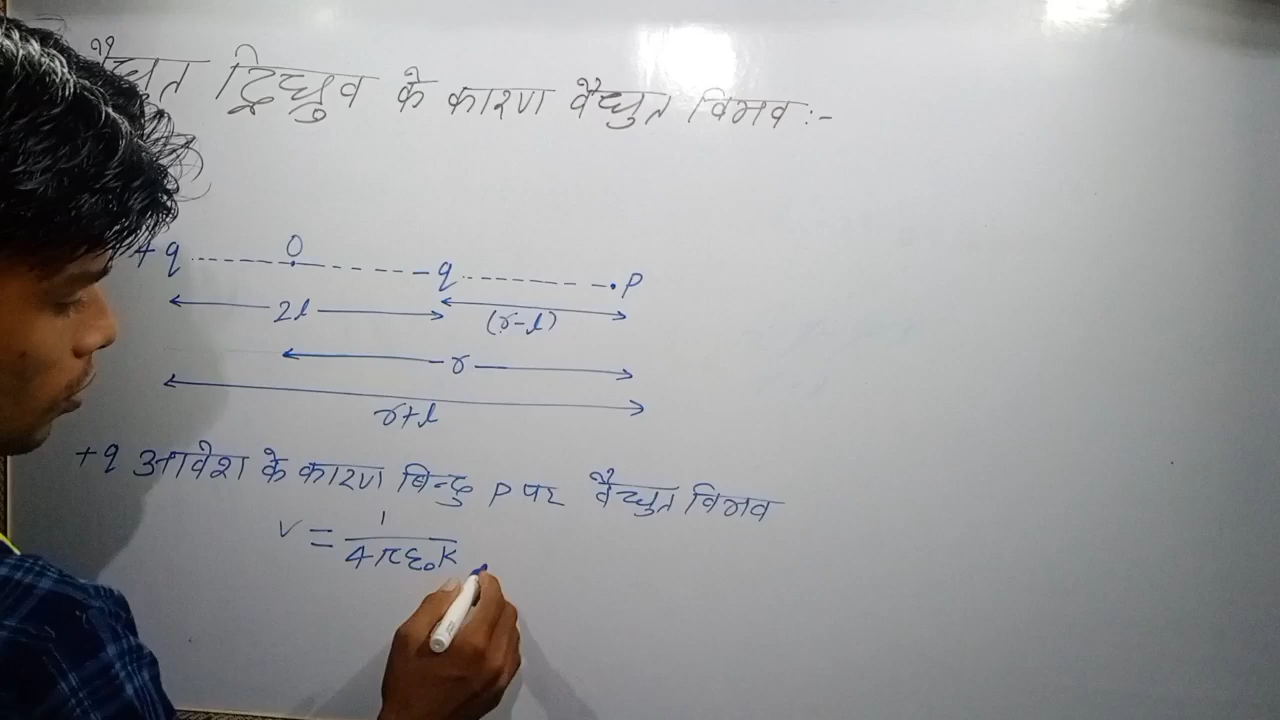 वैद्युत द्विध्रुव के कारण वैद्युत विभव :-
+q O -q . P
2l (r-l)
r
r+l
+q आवेश के कारण बिन्दु P पर वैद्युत विभव
V = 1/4πε₀K